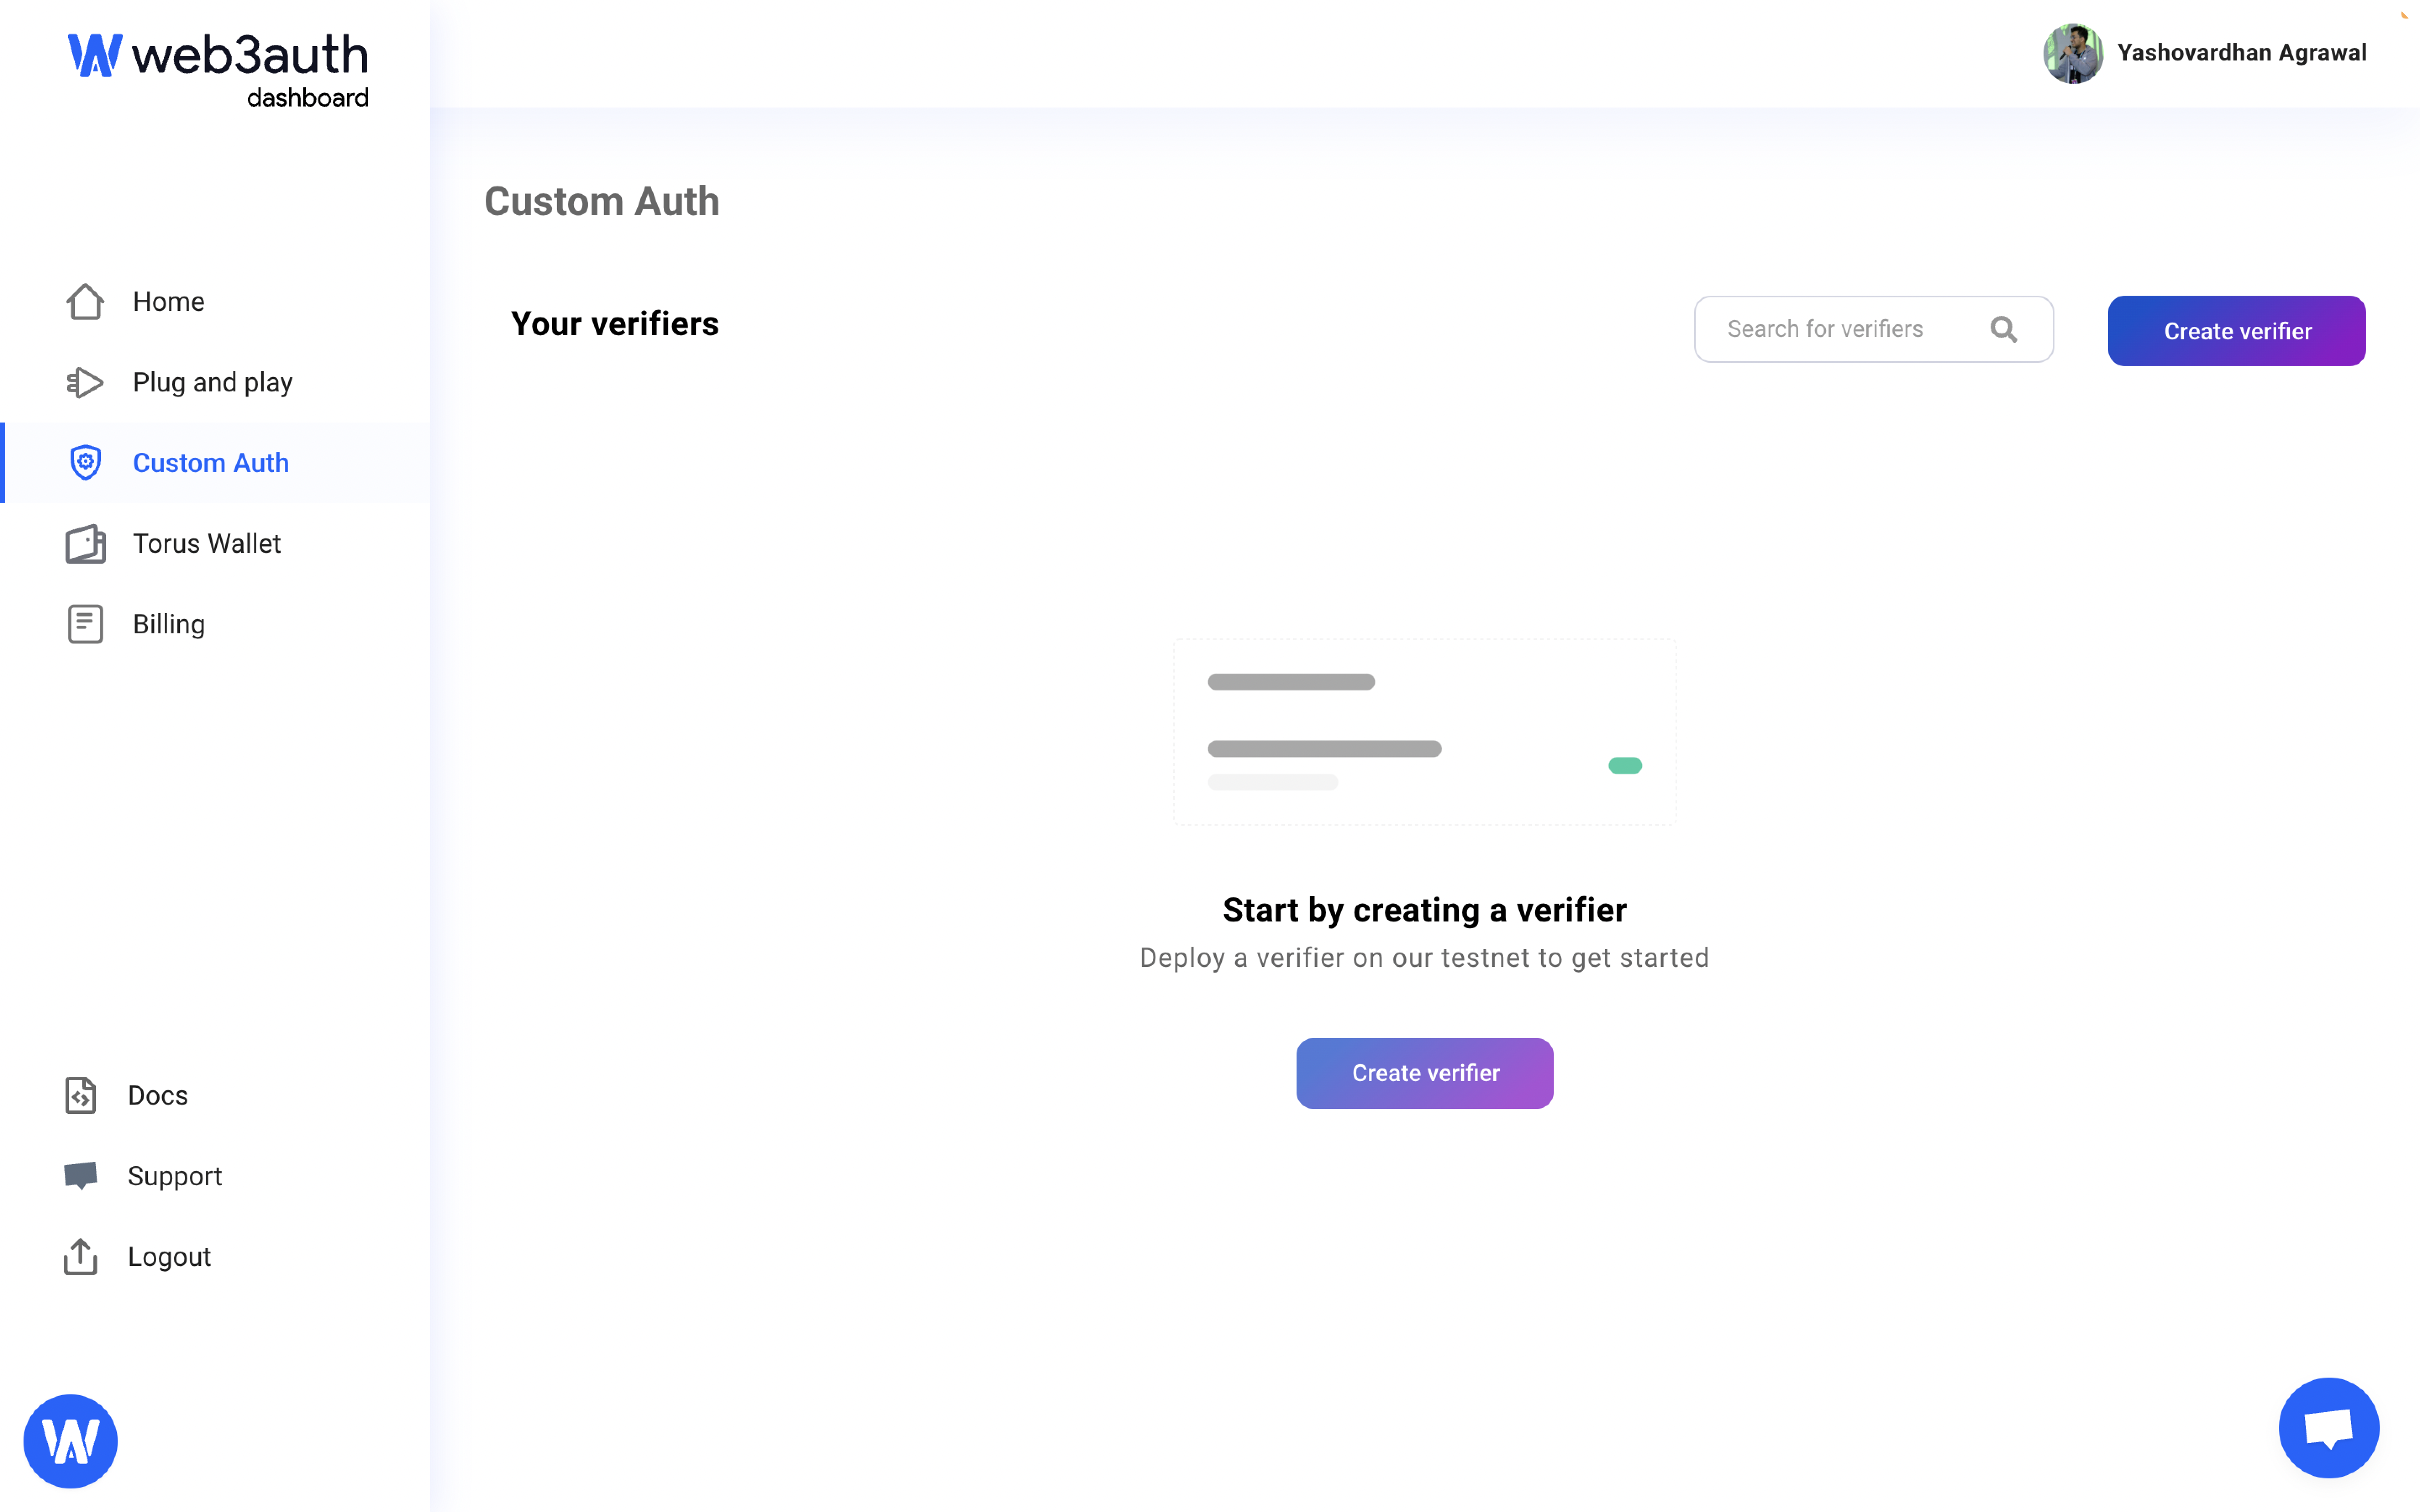 web3auth
dashboard
Yashovardhan Agrawal
Custom Auth
Home
Plug and play
Custom Auth
Torus Wallet
Billing
Docs
Support
Logout
Your verifiers
Search for verifiers
Create verifier
Start by creating a verifier
Deploy a verifier on our testnet to get started
Create verifier